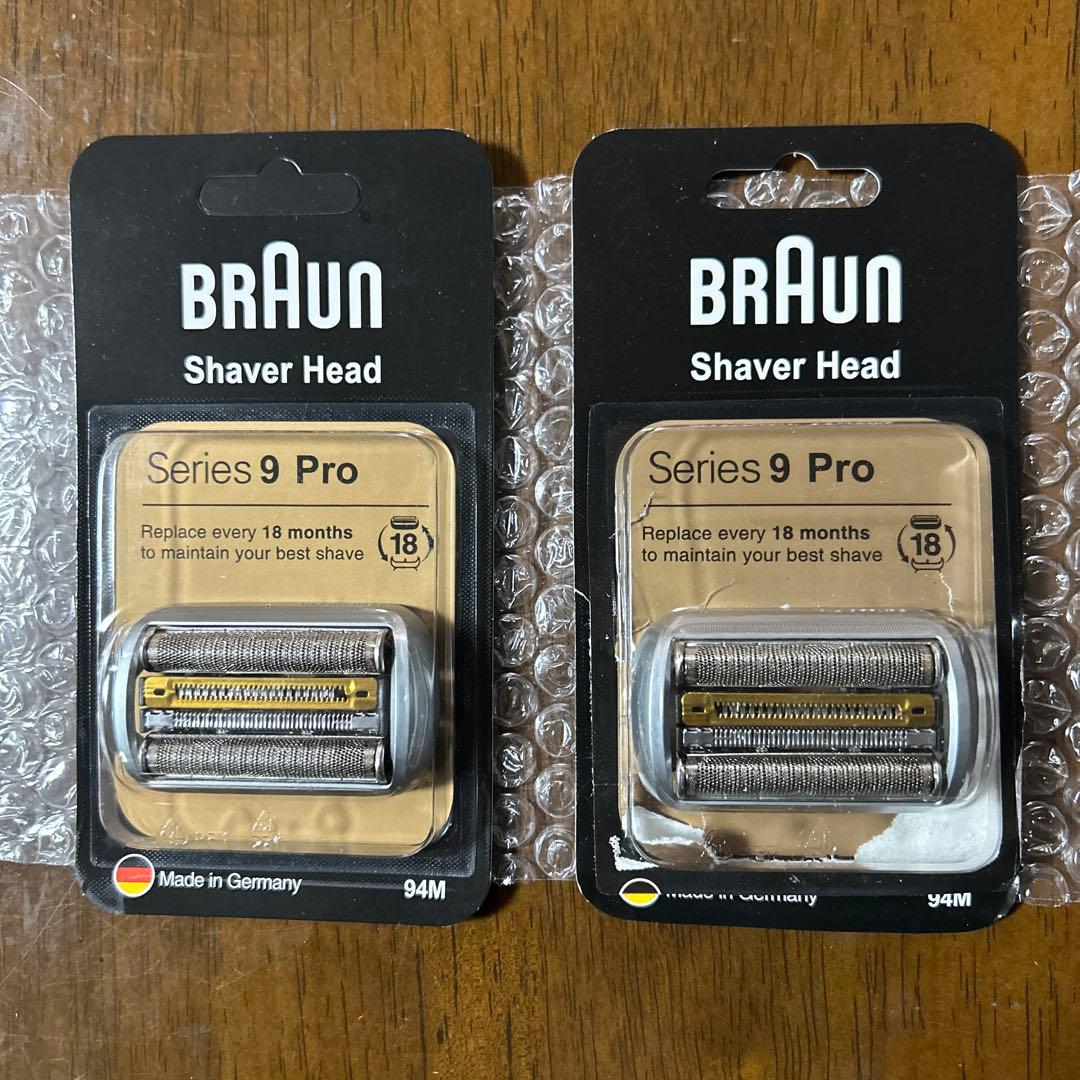 BRAUN
Shaver Head
Series 9 Pro
Replace every 18 months
to maintain your best shave
18
Made in Germany
94M
BRAUN
Shaver Head
Series 9 Pro
Replace every 18 months
to maintain your best shave
18
Made in Germany
94M